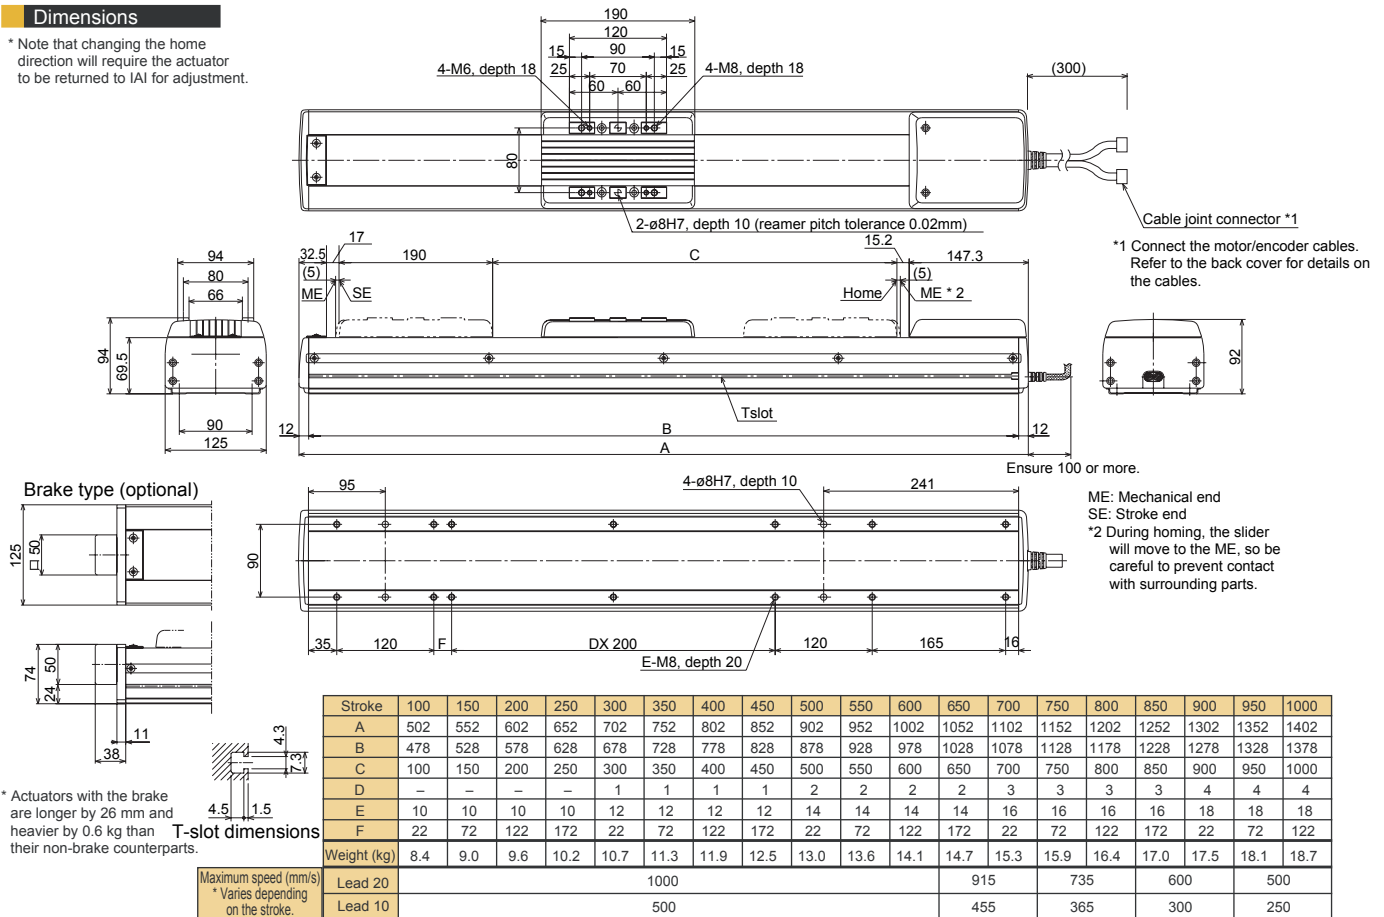 Dimensions
* Note that changing the home
direction will require the actuator
to be returned to IAI for adjustment.
190
120
15 90 15
4-M6, depth 18 25 70 25 4-M8, depth 18
60 60
(300)
80
2-ø8H7, depth 10 (reamer pitch tolerance 0.02mm)
Cable joint connector *1
*1 Connect the motor/encoder cables.
Refer to the back cover for details on
the cables.
17 15.2
32.5 190 C 147.3
(5) (5)
ME SE Home ME * 2
94
80
66
94
69.5
90
125
92
Tslot
12 B 12
A
Ensure 100 or more.
ME: Mechanical end
SE: Stroke end
*2 During homing, the slider
will move to the ME, so be
careful to prevent contact
with surrounding parts.
95 4-ø8H7, depth 10 241
90
35 120 F DX 200 120 165 16
E-M8, depth 20
Brake type (optional)
125
□ 50
74
50
24
11
38
4.3
7.3
4.5 1.5
T-slot dimensions
* Actuators with the brake
are longer by 26 mm and
heavier by 0.6 kg than
their non-brake counterparts.
Stroke 100 150 200 250 300 350 400 450 500 550 600 650 700 750 800 850 900 950 1000
A 502 552 602 652 702 752 802 852 902 952 1002 1052 1102 1152 1202 1252 1302 1352 1402
B 478 528 578 628 678 728 778 828 878 928 978 1028 1078 1128 1178 1228 1278 1328 1378
C 100 150 200 250 300 350 400 450 500 550 600 650 700 750 800 850 900 950 1000
D – – – – 1 1 1 1 2 2 2 2 3 3 3 3 4 4 4
E 10 10 10 10 12 12 12 12 14 14 14 14 16 16 16 16 18 18 18
F 22 72 122 172 22 72 122 172 22 72 122 172 22 72 122 172 22 72 122
Weight (kg) 8.4 9.0 9.6 10.2 10.7 11.3 11.9 12.5 13.0 13.6 14.1 14.7 15.3 15.9 16.4 17.0 17.5 18.1 18.7
Maximum speed (mm/s)
* Varies depending
on the stroke.
Lead 20 1000 915 735 600 500
Lead 10 500 455 365 300 250